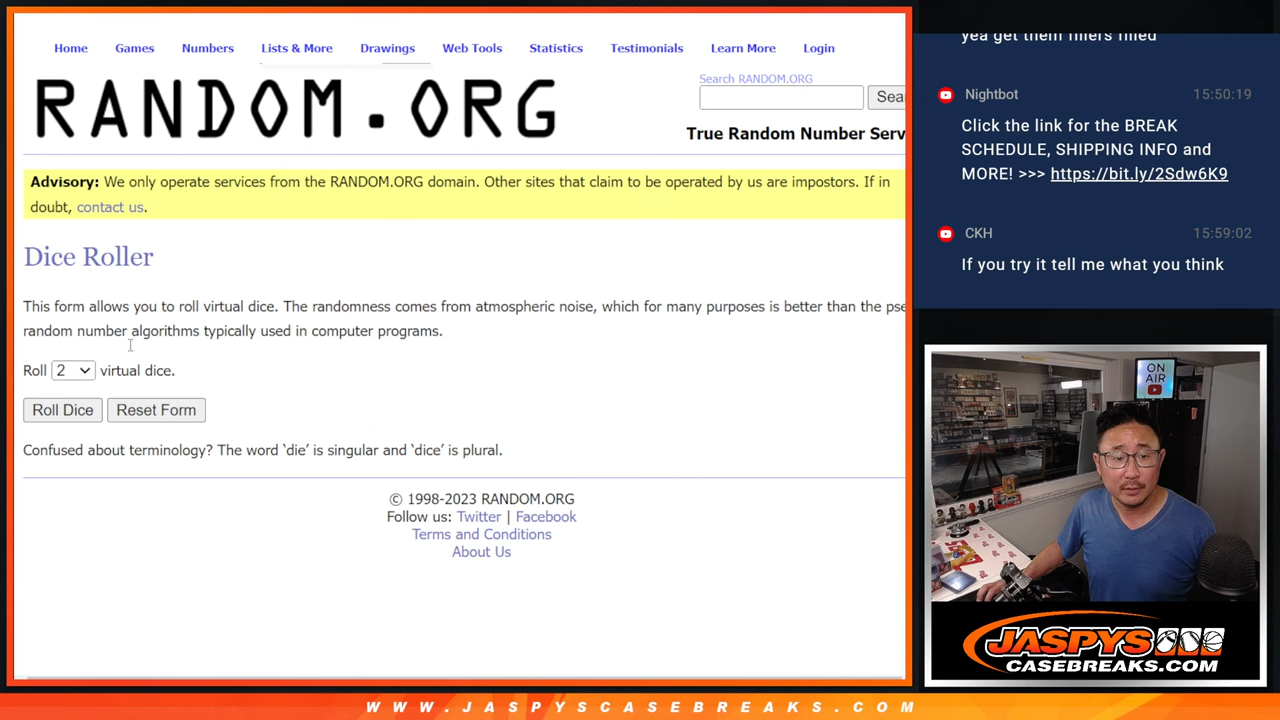 Home Games Numbers Lists & More Drawings Web Tools Statistics Testimonials Learn More Login
RANDOM.ORG
Search RANDOM.ORG
Sea
True Random Number Serv
Advisory: We only operate services from the RANDOM.ORG domain. Other sites that claim to be operated by us are impostors. If in
doubt, contact us.
Dice Roller
This form allows you to roll virtual dice. The randomness comes from atmospheric noise, which for many purposes is better than the pse
random number algorithms typically used in computer programs.
Roll 2 virtual dice.
Roll Dice Reset Form
Confused about terminology? The word ‘die’ is singular and ‘dice’ is plural.
© 1998-2023 RANDOM.ORG
Follow us: Twitter | Facebook
Terms and Conditions
About Us
yea get them fillers filled
Nightbot 15:50:19
Click the link for the BREAK
SCHEDULE, SHIPPING INFO and
MORE! >>> https://bit.ly/2Sdw6K9
CKH 15:59:02
If you try it tell me what you think
ON
AIR
JASPYS
CASEBREAKS.COM
WWW.JASPYSCASEBREAKS.COM